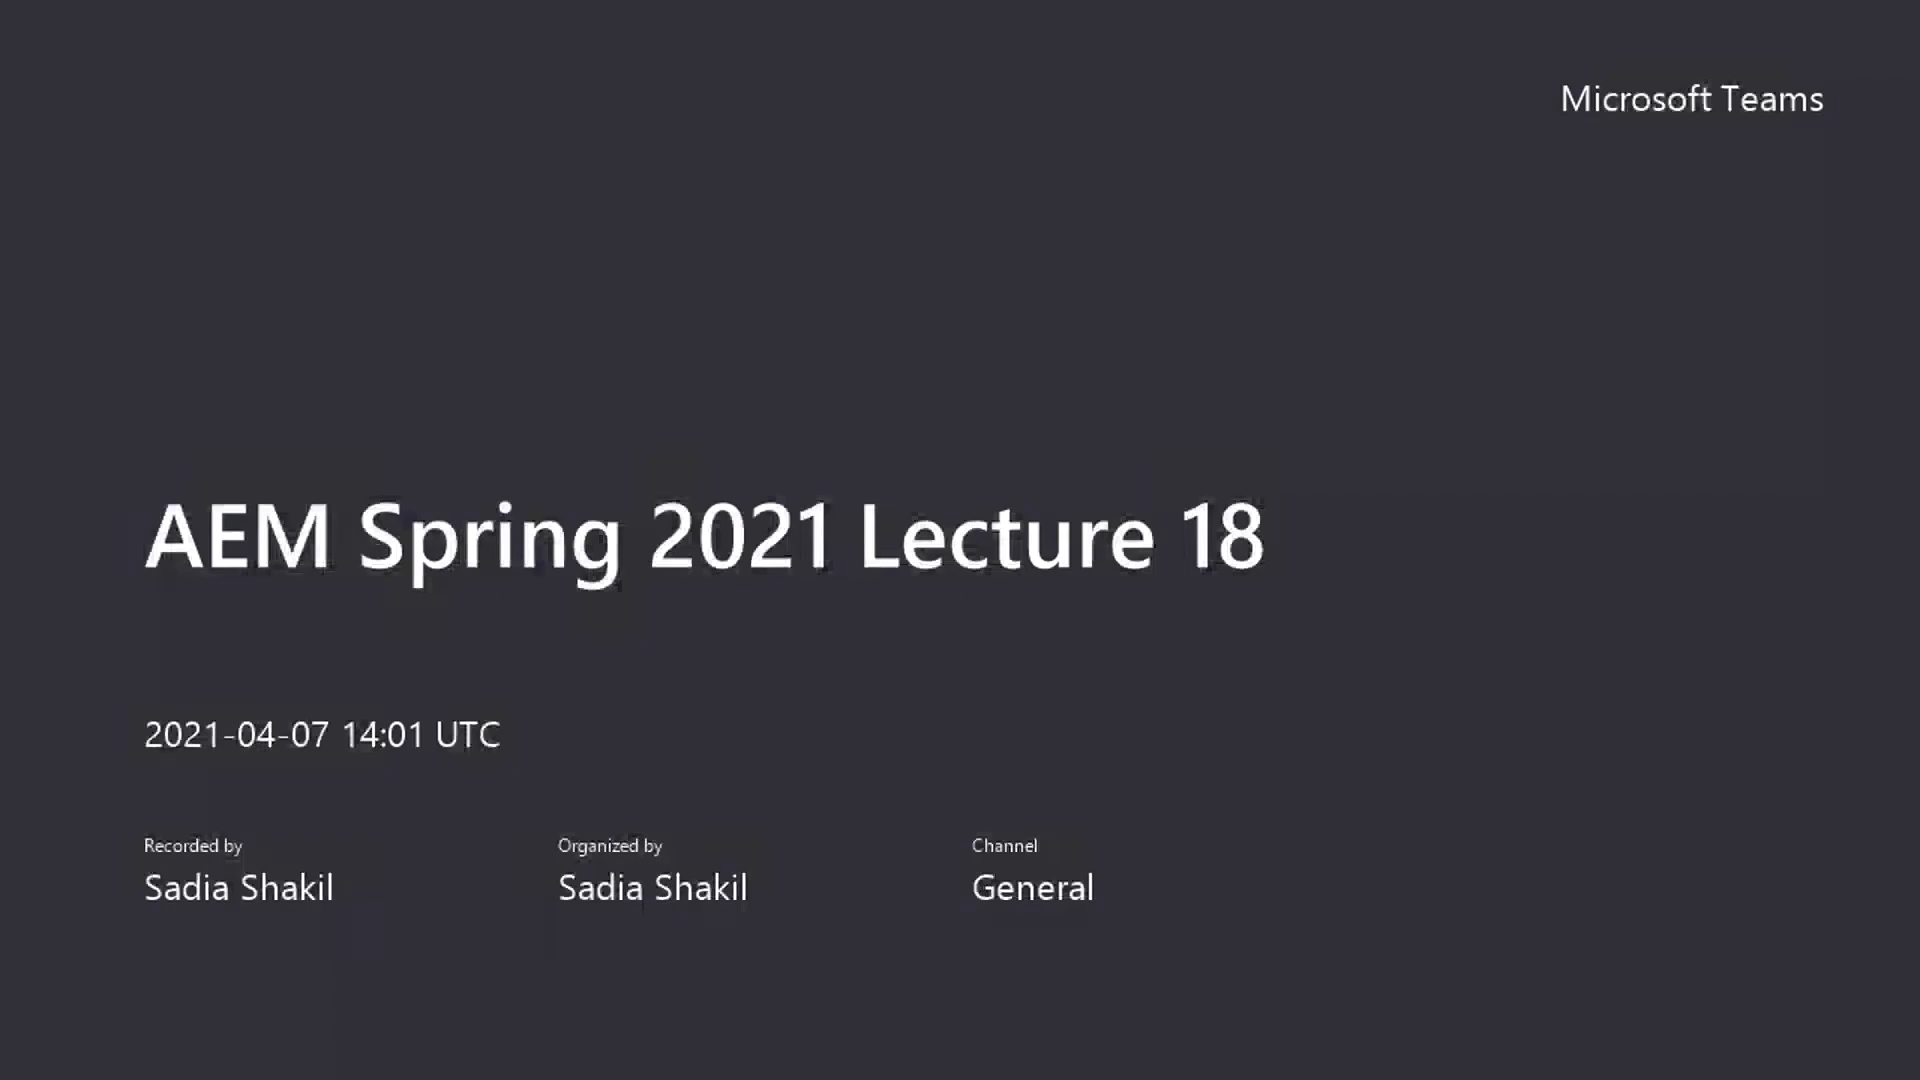 Microsoft Teams
AEM Spring 2021 Lecture 18
2021-04-07 14:01 UTC
Recorded by
Sadia Shakil
Organized by
Sadia Shakil
Channel
General